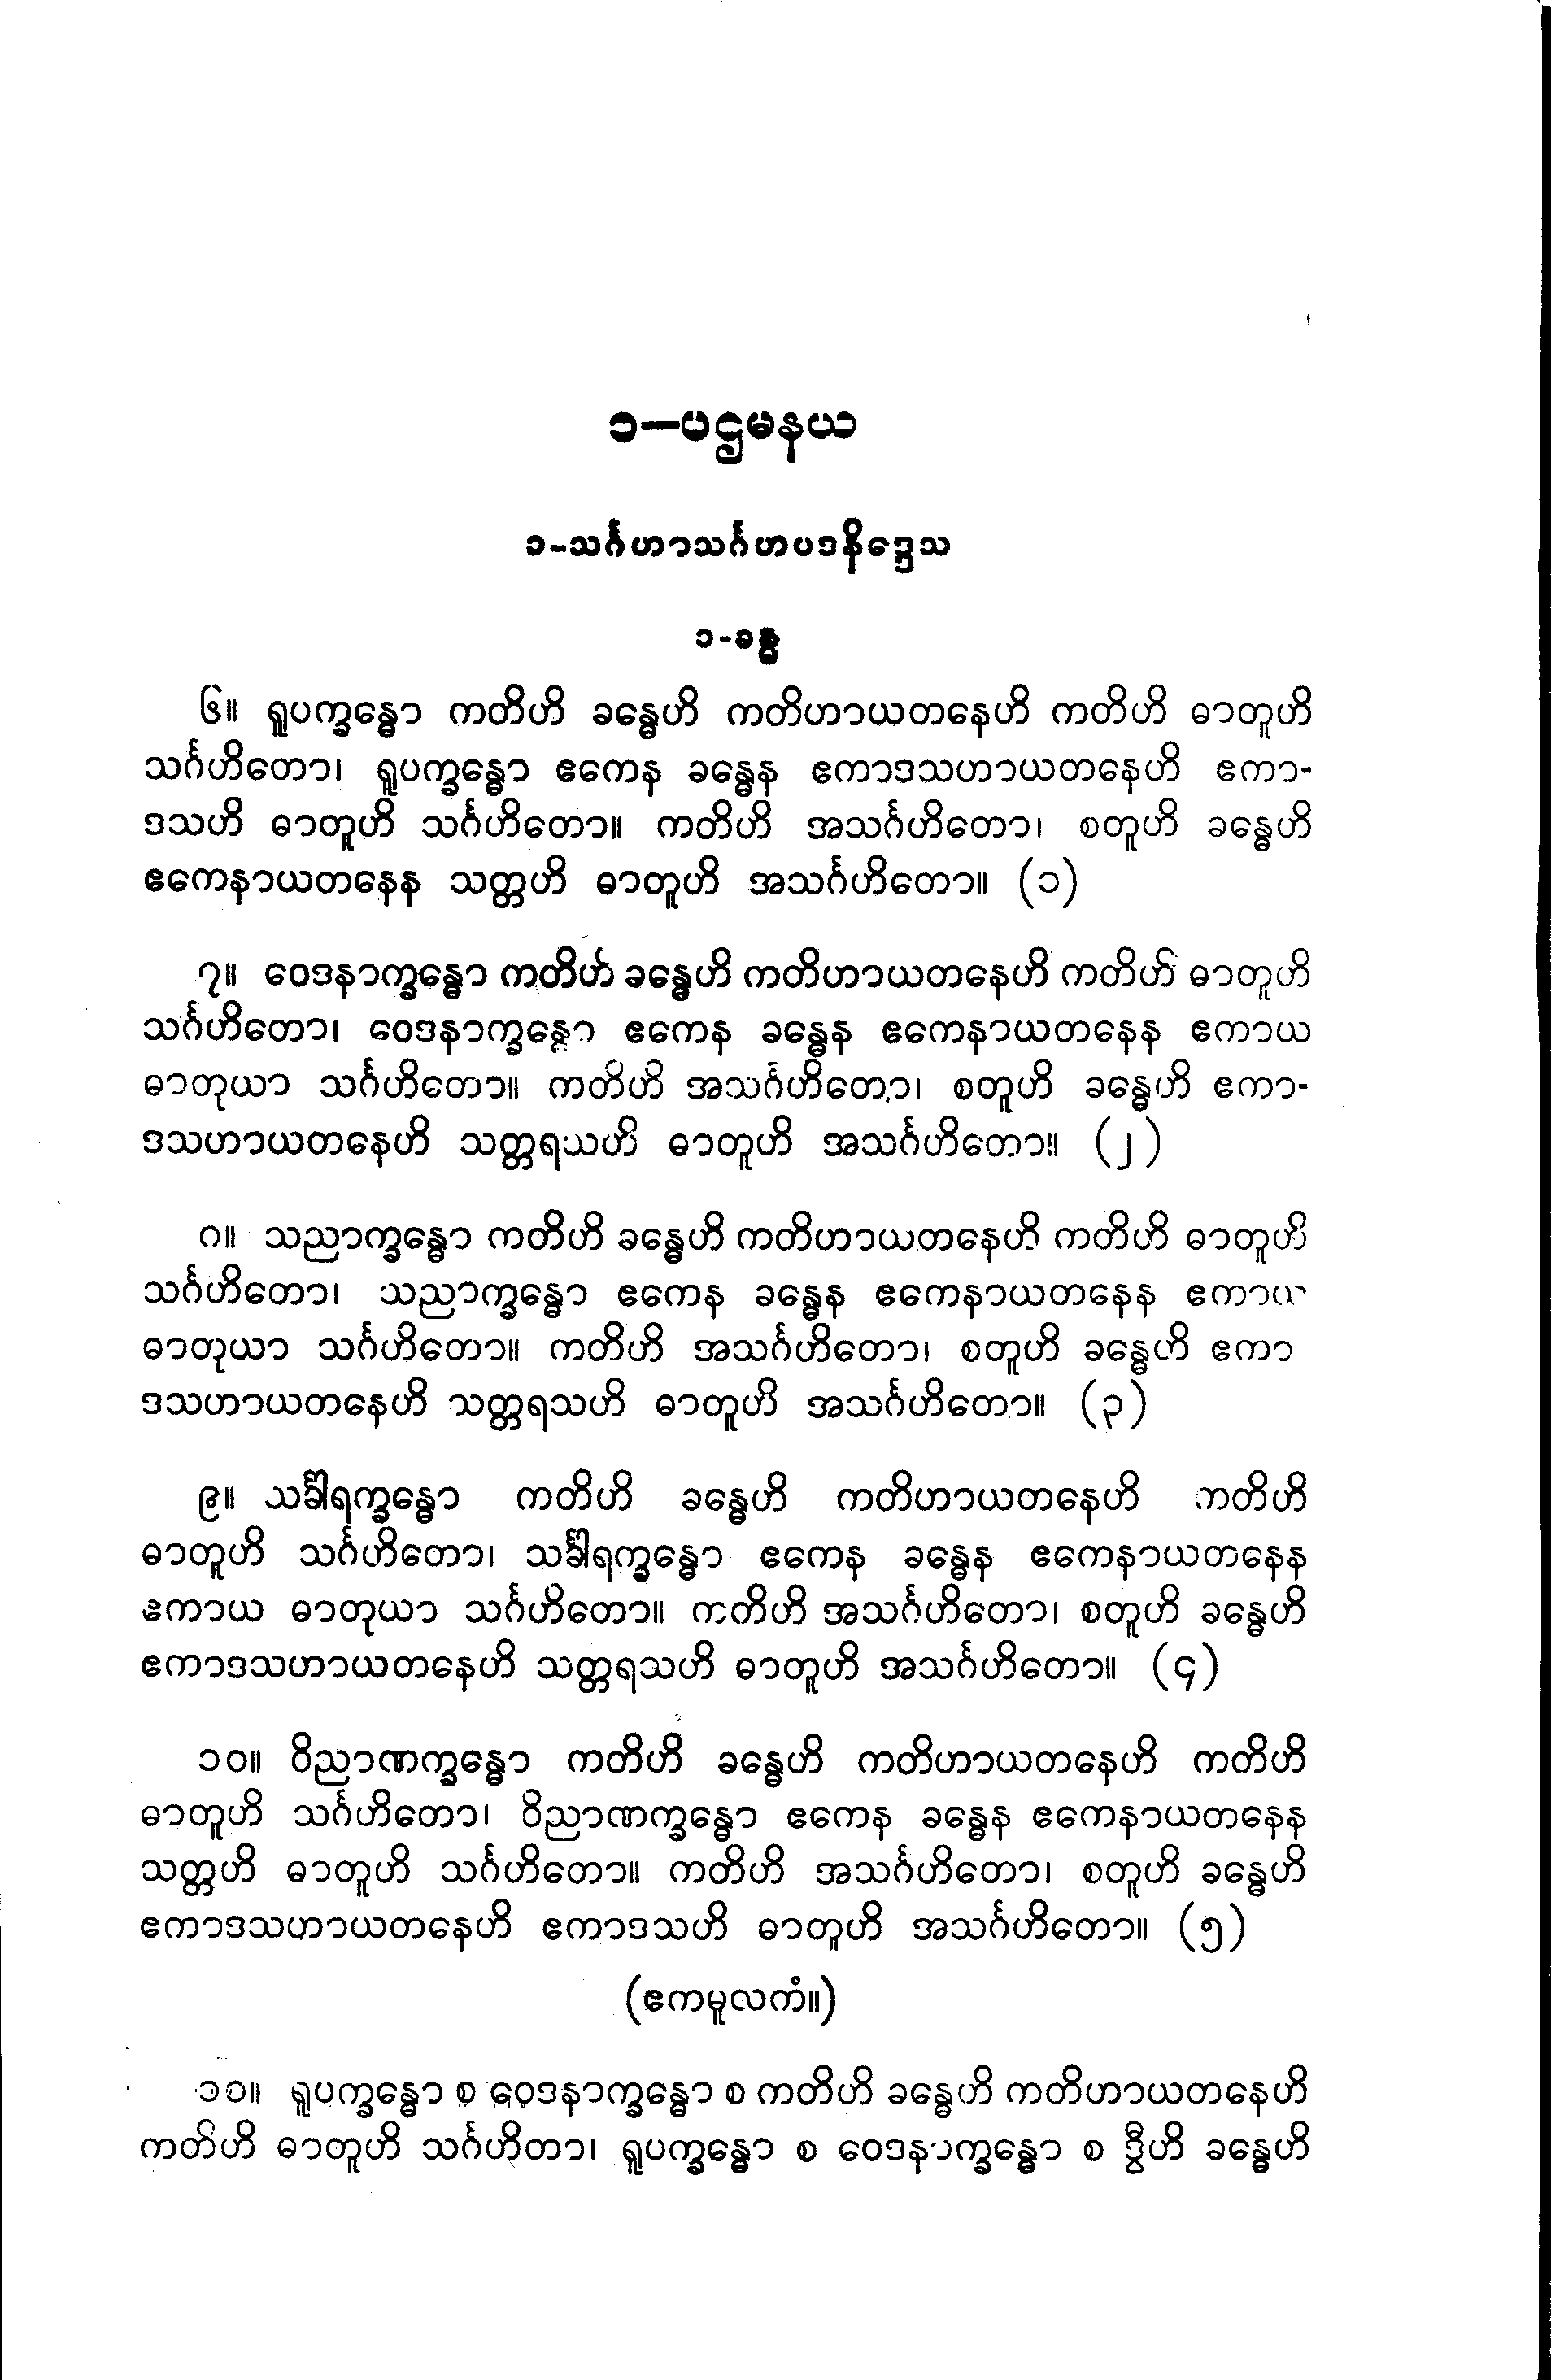 ၁—ပဌမနယ
၁-သင်္ဂဟာသင်္ဂဟပဒနိဒ္ဒေသ
၁-ခန္ဓ
၆။ ရူပက္ခန္ဓော ကတိဟိ ခန္ဓေဟိ ကတိဟာယတနေဟိ ကတိဟိ ဓာတူဟိ
သင်္ဂဟိတော၊ ရူပက္ခန္ဓော ဧကေန ခန္ဓေန ဧကာဒသဟာယတနေဟိ ဧကာ-
ဒသဟိ ဓာတူဟိ သင်္ဂဟိတော။ ကတိဟိ အသင်္ဂဟိတော၊ စတူဟိ ခန္ဓေဟိ
ဧကေနာယတနေန သတ္တဟိ ဓာတူဟိ အသင်္ဂဟိတော။ (၁)
၇။ ဝေဒနာက္ခန္ဓော ကတိဟိ ခန္ဓေဟိ ကတိဟာယတနေဟိ ကတိဟိ ဓာတူဟိ
သင်္ဂဟိတော၊ ဝေဒနာက္ခန္ဓော ဧကေန ခန္ဓေန ဧကေနာယတနေန ဧကာယ
ဓာတုယာ သင်္ဂဟိတော။ ကတိဟိ အသင်္ဂဟိတော၊ စတူဟိ ခန္ဓေဟိ ဧကာ-
ဒသဟာယတနေဟိ သတ္တရသဟိ ဓာတူဟိ အသင်္ဂဟိတော။ (၂)
၈။ သညာက္ခန္ဓော ကတိဟိ ခန္ဓေဟိ ကတိဟာယတနေဟိ ကတိဟိ ဓာတူဟိ
သင်္ဂဟိတော၊ သညာက္ခန္ဓော ဧကေန ခန္ဓေန ဧကေနာယတနေန ဧကာယ
ဓာတုယာ သင်္ဂဟိတော။ ကတိဟိ အသင်္ဂဟိတော၊ စတူဟိ ခန္ဓေဟိ ဧကာ
ဒသဟာယတနေဟိ သတ္တရသဟိ ဓာတူဟိ အသင်္ဂဟိတော။ (၃)
၉။ သင်္ခါရက္ခန္ဓော ကတိဟိ ခန္ဓေဟိ ကတိဟာယတနေဟိ ကတိဟိ
ဓာတူဟိ သင်္ဂဟိတော၊ သင်္ခါရက္ခန္ဓော ဧကေန ခန္ဓေန ဧကေနာယတနေန
ဧကာယ ဓာတုယာ သင်္ဂဟိတော။ ကတိဟိ အသင်္ဂဟိတော၊ စတူဟိ ခန္ဓေဟိ
ဧကာဒသဟာယတနေဟိ သတ္တရသဟိ ဓာတူဟိ အသင်္ဂဟိတော။ (၄)
၁၀။ ဝိညာဏက္ခန္ဓော ကတိဟိ ခန္ဓေဟိ ကတိဟာယတနေဟိ ကတိဟိ
ဓာတူဟိ သင်္ဂဟိတော၊ ဝိညာဏက္ခန္ဓော ဧကေန ခန္ဓေန ဧကေနာယတနေန
သတ္တဟိ ဓာတူဟိ သင်္ဂဟိတော။ ကတိဟိ အသင်္ဂဟိတော၊ စတူဟိ ခန္ဓေဟိ
ဧကာဒသဟာယတနေဟိ ဧကာဒသဟိ ဓာတူဟိ အသင်္ဂဟိတော။ (၅)
(ဧကမူလကံ။)
၁၁။ ရူပက္ခန္ဓော စ ဝေဒနာက္ခန္ဓော စ ကတိဟိ ခန္ဓေဟိ ကတိဟာယတနေဟိ
ကတိဟိ ဓာတူဟိ သင်္ဂဟိတာ၊ ရူပက္ခန္ဓော စ ဝေဒနာက္ခန္ဓော စ ဒွီဟိ ခန္ဓေဟိ